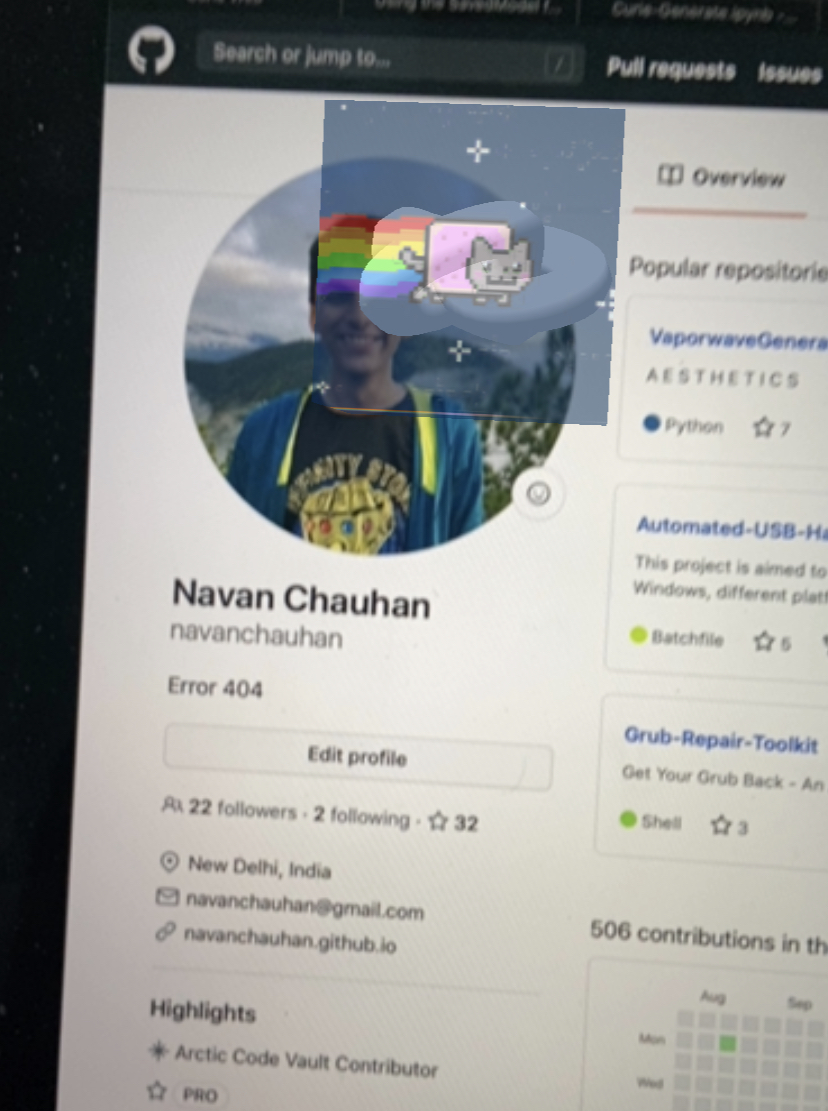 Using the SavedModel f...
Curie-Generate.ipynb -...
Search or jump to...
/
Pull requests
Issues
Overview
Popular repositorie
VaporwaveGenera
AESTHETICS
Python
7
INFINITY STON
Automated-USB-Ha
This project is aimed to
Windows, different platf
Batchfile
5
Navan Chauhan
navanchauhan
Error 404
Edit profile
22 followers · 2 following · 32
Grub-Repair-Toolkit
Get Your Grub Back - An
Shell
3
New Delhi, India
navanchauhan@gmail.com
navanchauhan.github.io
506 contributions in th
Aug
Sep
Mon
Wed
Highlights
Arctic Code Vault Contributor
PRO